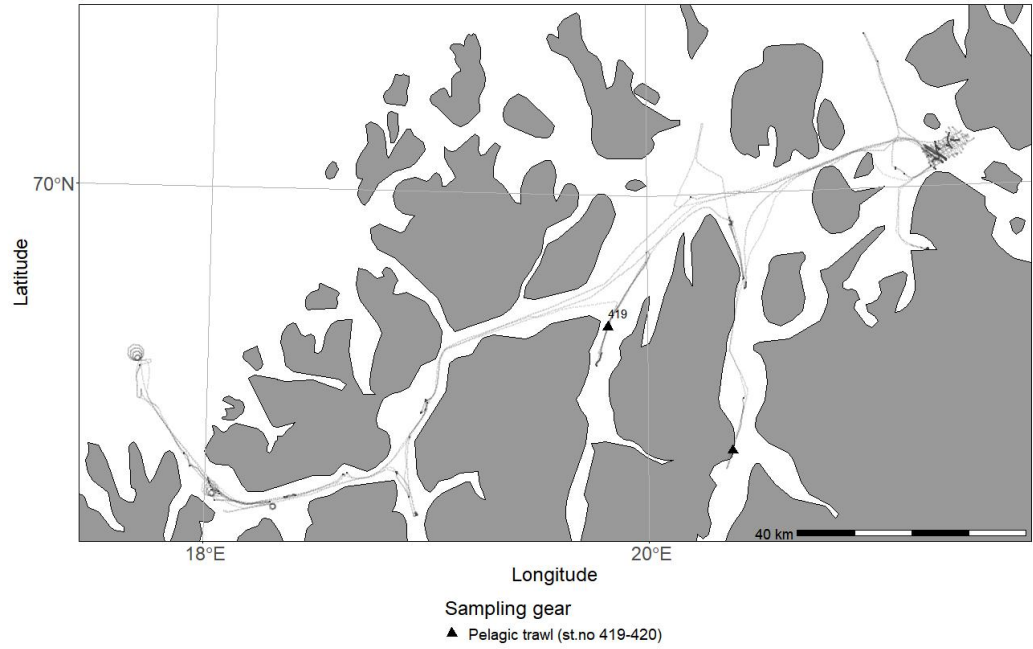 419
70°N
Latitude
40 km
18°E
20°E
Longitude
Sampling gear
Pelagic trawl (st.no 419-420)